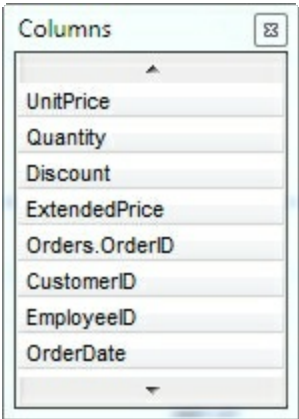 Columns
UnitPrice
Quantity
Discount
ExtendedPrice
Orders.OrderID
CustomerID
EmployeeID
OrderDate